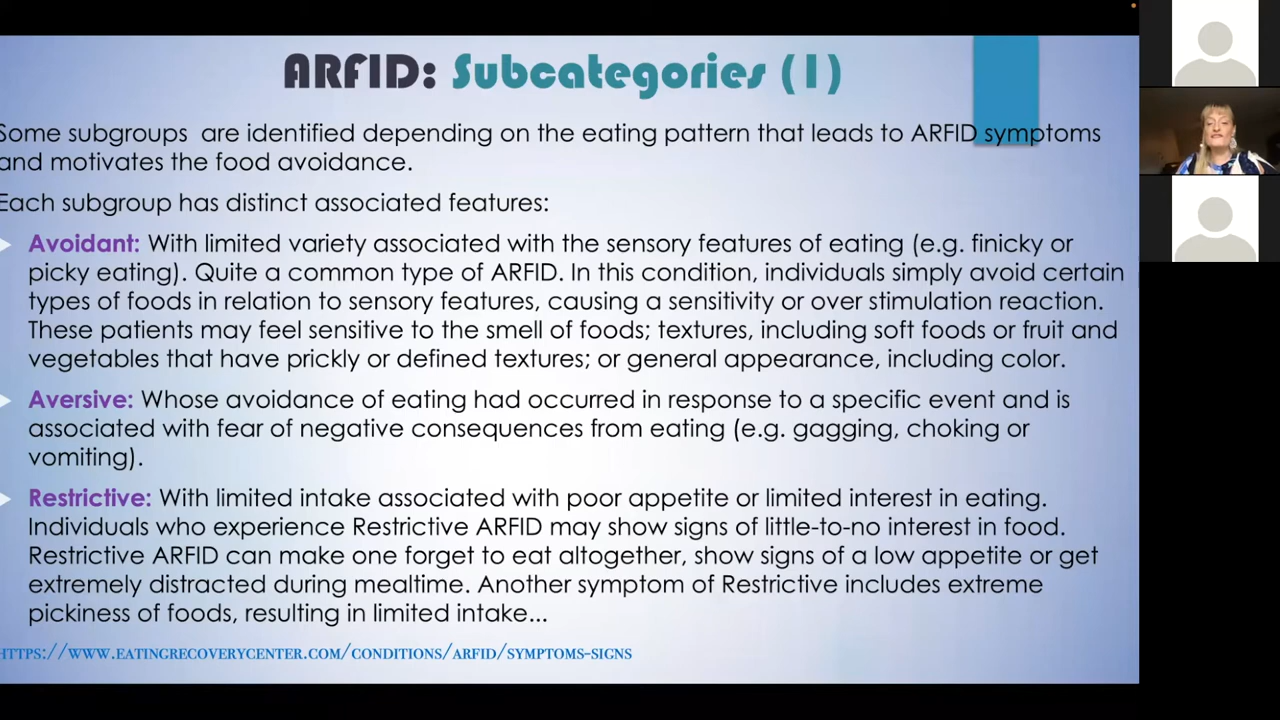 ARFID: Subcategories (1)
Some subgroups are identified depending on the eating pattern that leads to ARFID symptoms
and motivates the food avoidance.
Each subgroup has distinct associated features:
Avoidant: With limited variety associated with the sensory features of eating (e.g. finicky or
picky eating). Quite a common type of ARFID. In this condition, individuals simply avoid certain
types of foods in relation to sensory features, causing a sensitivity or over stimulation reaction.
These patients may feel sensitive to the smell of foods; textures, including soft foods or fruit and
vegetables that have prickly or defined textures; or general appearance, including color.
Aversive: Whose avoidance of eating had occurred in response to a specific event and is
associated with fear of negative consequences from eating (e.g. gagging, choking or
vomiting).
Restrictive: With limited intake associated with poor appetite or limited interest in eating.
Individuals who experience Restrictive ARFID may show signs of little-to-no interest in food.
Restrictive ARFID can make one forget to eat altogether, show signs of a low appetite or get
extremely distracted during mealtime. Another symptom of Restrictive includes extreme
pickiness of foods, resulting in limited intake...
HTTPS://WWW.EATINGRECOVERYCENTER.COM/CONDITIONS/ARFID/SYMPTOMS-SIGNS